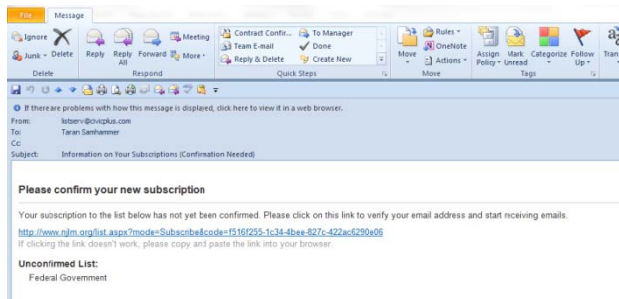 File Message
Ignore
Junk Delete
Reply Reply All Forward Meeting More
Contract Confir... To Manager
Team E-mail Done
Reply & Delete Create New
Move
Rules
OneNote
Actions
Assign Policy Mark Unread Categorize Follow Up
Delete Respond Quick Steps Move Tags
If there are problems with how this message is displayed, click here to view it in a web browser.
From: listserv@civicplus.com
To: Taran Samhammer
Cc:
Subject: Information on Your Subscriptions (Confirmation Needed)
Please confirm your new subscription
Your subscription to the list below has not yet been confirmed. Please click on this link to verify your email address and start receiving emails.
http://www.njlm.org/list.aspx?mode=Subscribe&code=f516f255-1c34-4bee-827c-422ac6290e06
If clicking the link doesn't work, please copy and paste the link into your browser.
Unconfirmed List:
Federal Government